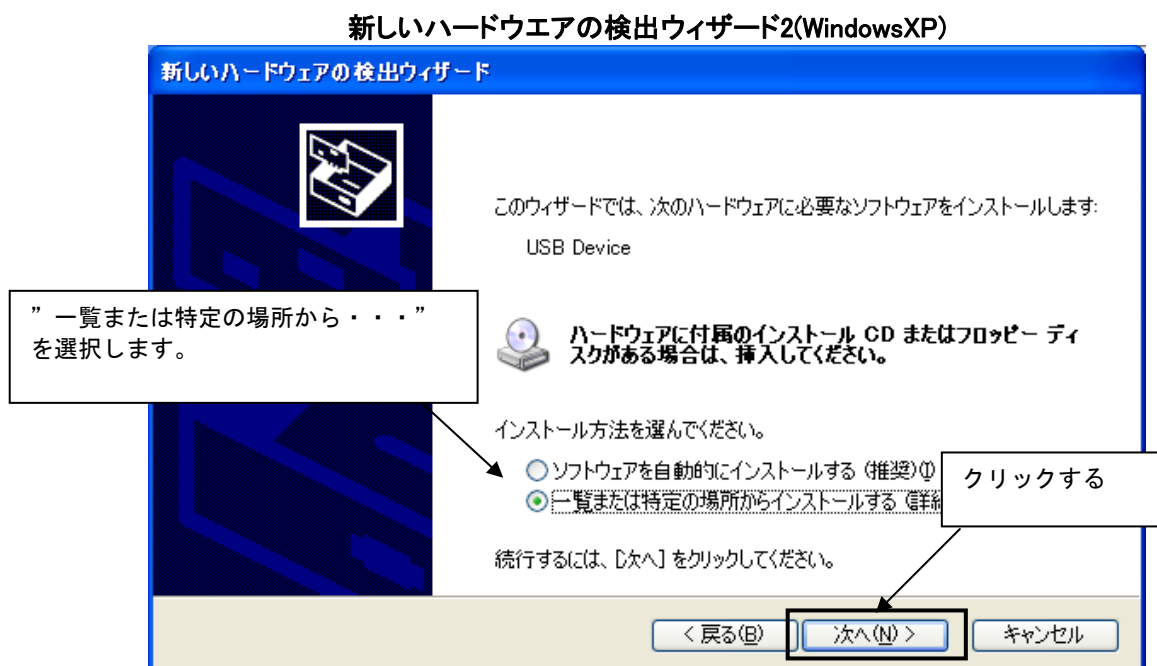 新しいハードウエアの検出ウィザード2(WindowsXP)
新しいハードウェアの検出ウィザード
このウィザードでは、次のハードウェアに必要なソフトウェアをインストールします:
USB Device
”一覧または特定の場所から・・・”
を選択します。
ハードウェアに付属のインストール CD またはフロッピー ディ
スクがある場合は、挿入してください。
インストール方法を選んでください。
ソフトウェアを自動的にインストールする (推奨)(I)
一覧または特定の場所からインストールする (詳細
クリックする
続行するには、[次へ] をクリックしてください。
< 戻る(B)
次へ(N) >
キャンセル